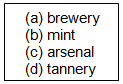 (a) brewery
(b) mint
(c) arsenal
(d) tannery